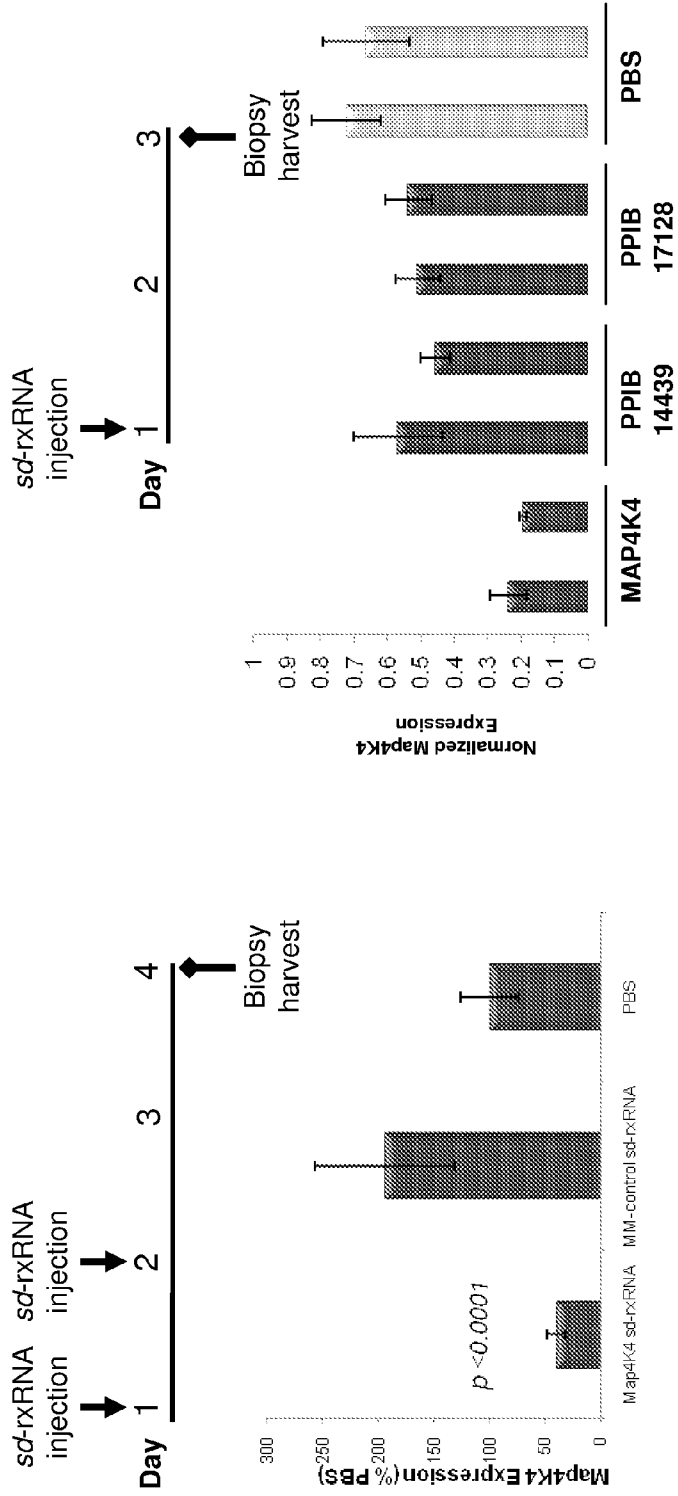 sd-rxRNA
injection
sd-rxRNA
injection
Day 1 2 3 4
Biopsy
harvest
Map4K4 Expression (% PBS)
300
250
200
150
100
50
0
p <0.0001
Map4K4 sd-rxRNA MM-control sd-rxRNA PBS
sd-rxRNA
injection
Day 1 2 3
Biopsy
harvest
Normalized Map4K4
Expression
1
0.9
0.8
0.7
0.6
0.5
0.4
0.3
0.2
0.1
0
MAP4K4
PPIB
14439
PPIB
17128
PBS